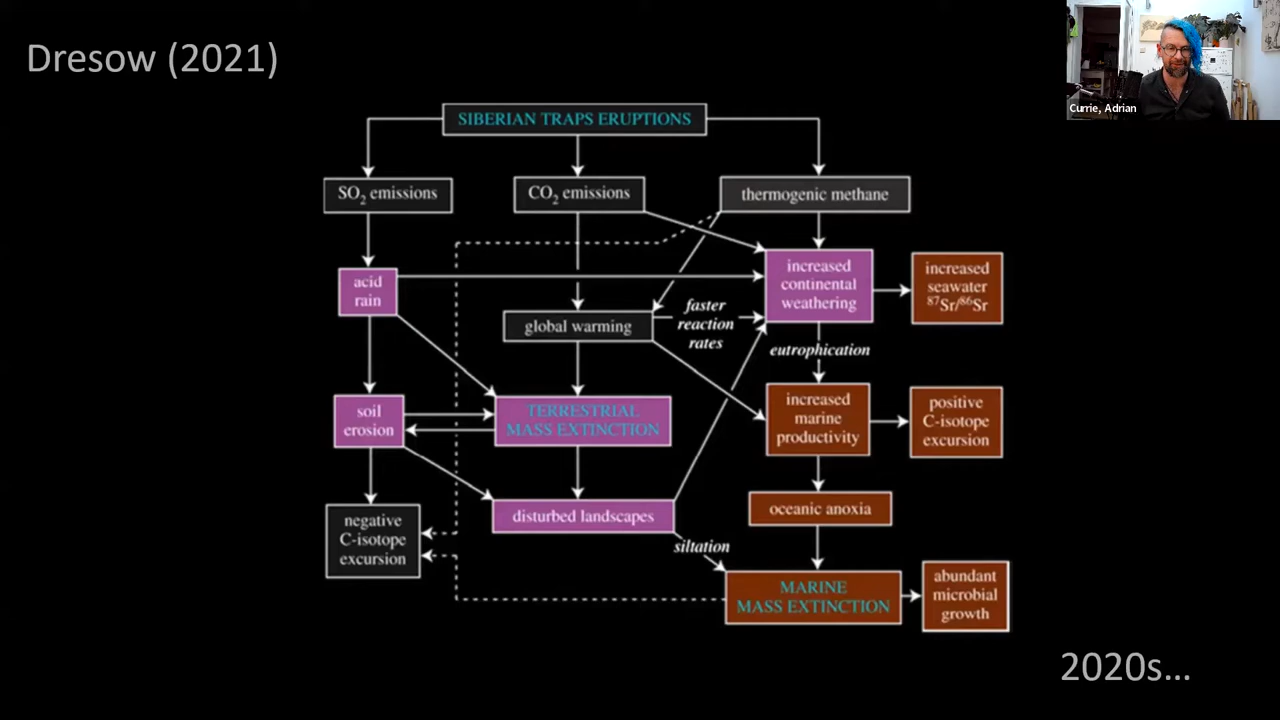 Dresow (2021)
Currie, Adrian
SIBERIAN TRAPS ERUPTIONS
SO₂ emissions
CO₂ emissions
thermogenic methane
acid
rain
increased
continental
weathering
increased
seawater
⁸⁷Sr/⁸⁶Sr
global warming
faster
reaction
rates
eutrophication
soil
erosion
TERRESTRIAL
MASS EXTINCTION
increased
marine
productivity
positive
C-isotope
excursion
negative
C-isotope
excursion
disturbed landscapes
oceanic anoxia
siltation
MARINE
MASS EXTINCTION
abundant
microbial
growth
2020s...